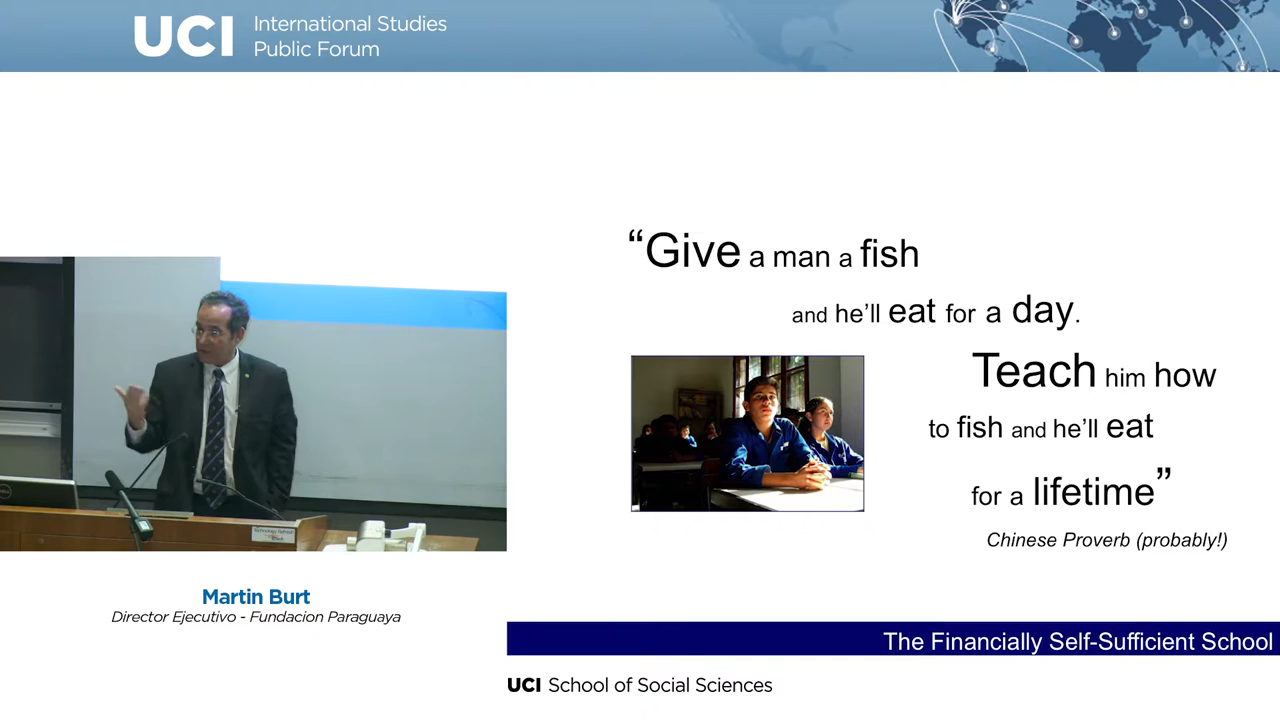 UCI International Studies
Public Forum
“Give a man a fish
and he’ll eat for a day.
Teach him how
to fish and he’ll eat
for a lifetime”
Chinese Proverb (probably!)
Martin Burt
Director Ejecutivo - Fundacion Paraguaya
The Financially Self-Sufficient School
UCI School of Social Sciences